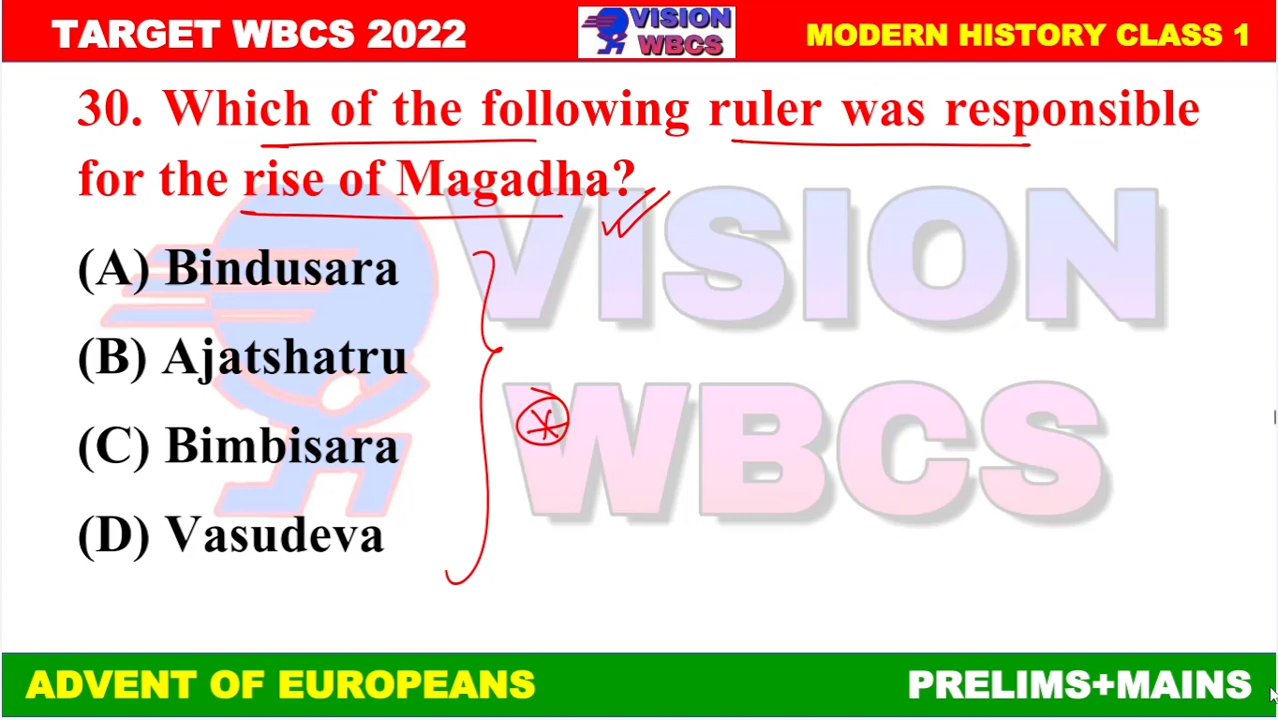 TARGET WBCS 2022
VISION
WBCS
MODERN HISTORY CLASS 1
30. Which of the following ruler was responsible
for the rise of Magadha?
(A) Bindusara
(B) Ajatshatru
(C) Bimbisara
(D) Vasudeva
VISION
WBCS
ADVENT OF EUROPEANS
PRELIMS+MAINS